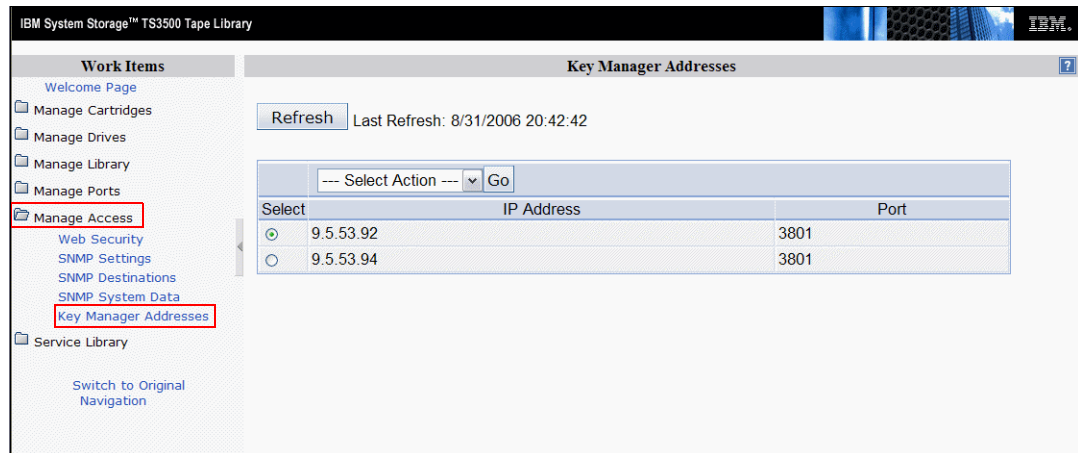 IBM System Storage™ TS3500 Tape Library
IBM.
Work Items
Key Manager Addresses
?
Welcome Page
Manage Cartridges
Manage Drives
Manage Library
Manage Ports
Manage Access
Web Security
SNMP Settings
SNMP Destinations
SNMP System Data
Key Manager Addresses
Service Library
Switch to Original
Navigation
Refresh Last Refresh: 8/31/2006 20:42:42
--- Select Action --- Go
Select IP Address Port
9.5.53.92 3801
9.5.53.94 3801